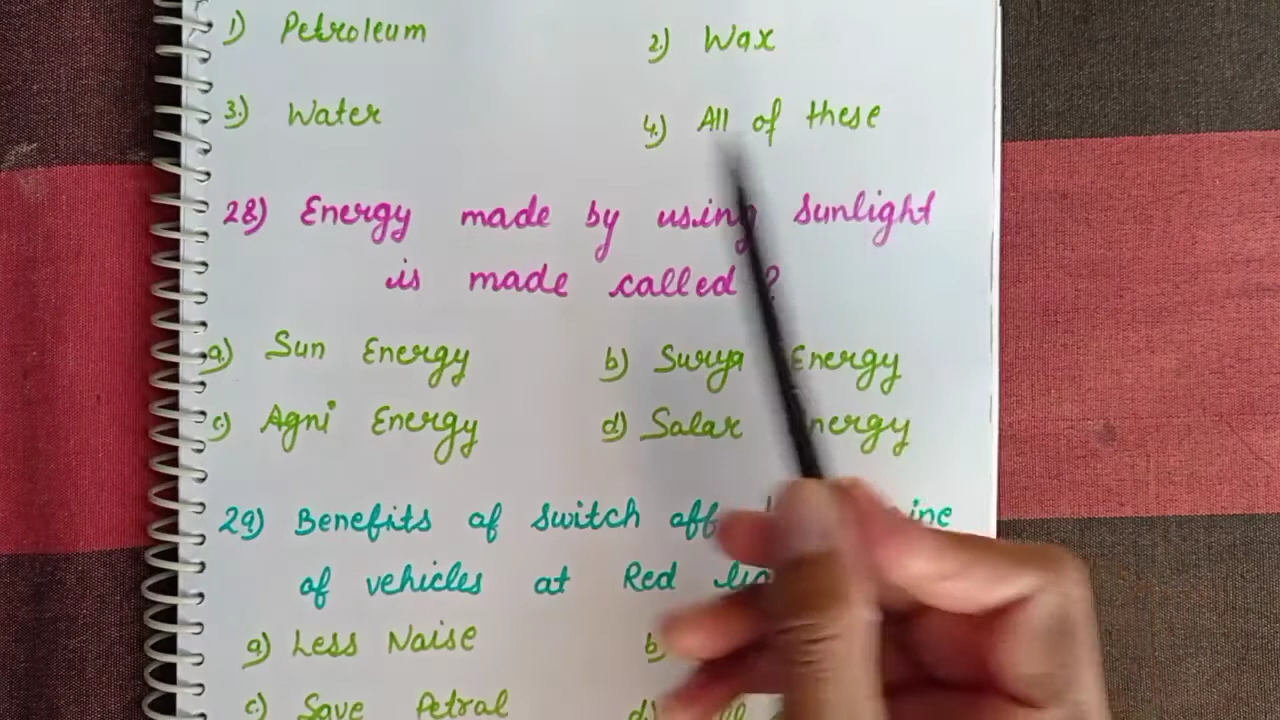 1) Petroleum 2.) Wax
3.) Water 4.) All of these
28) Energy made by using Sunlight
is made called ?
a.) Sun Energy b) Surya Energy
c.) Agni Energy d) Salar Energy
29) Benefits of switch off
of vehicles at Red
a) Less Naise b)
c) Save Petral d.)